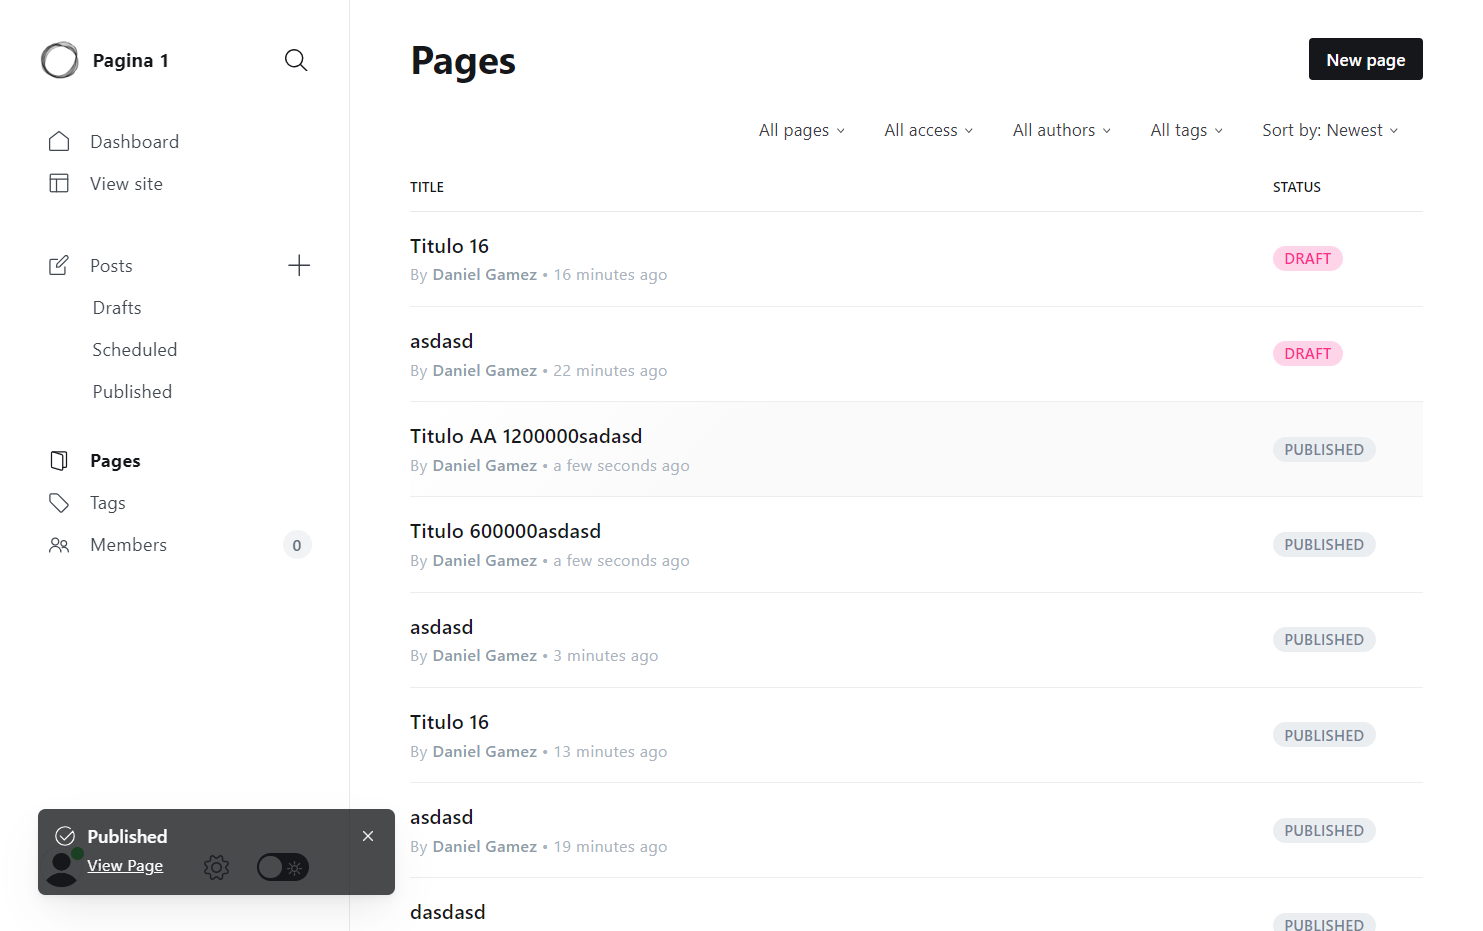 Pagina 1
Dashboard
View site
Posts
Drafts
Scheduled
Published
Pages
Tags
Members 0
Published
View Page
Pages
New page
All pages All access All authors All tags Sort by: Newest
TITLE STATUS
Titulo 16
By Daniel Gamez • 16 minutes ago
DRAFT
asdasd
By Daniel Gamez • 22 minutes ago
DRAFT
Titulo AA 1200000sadasd
By Daniel Gamez • a few seconds ago
PUBLISHED
Titulo 600000asdasd
By Daniel Gamez • a few seconds ago
PUBLISHED
asdasd
By Daniel Gamez • 3 minutes ago
PUBLISHED
Titulo 16
By Daniel Gamez • 13 minutes ago
PUBLISHED
asdasd
By Daniel Gamez • 19 minutes ago
PUBLISHED
dasdasd
PUBLISHED